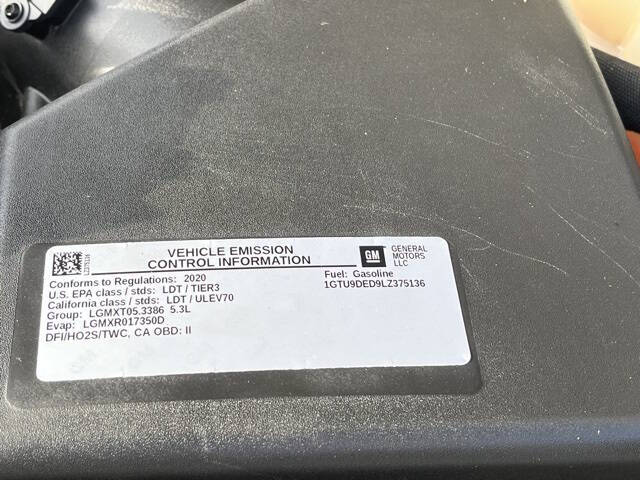 VEHICLE EMISSION
CONTROL INFORMATION
GM
GENERAL
MOTORS
LLC
Conforms to Regulations: 2020
U.S. EPA class / stds: LDT / TIER3
California class / stds: LDT / ULEV70
Group: LGMXT05.3386 5.3L
Evap: LGMXR017350D
DFI/HO2S/TWC, CA OBD: II
Fuel: Gasoline
1GTU9DED9LZ375136